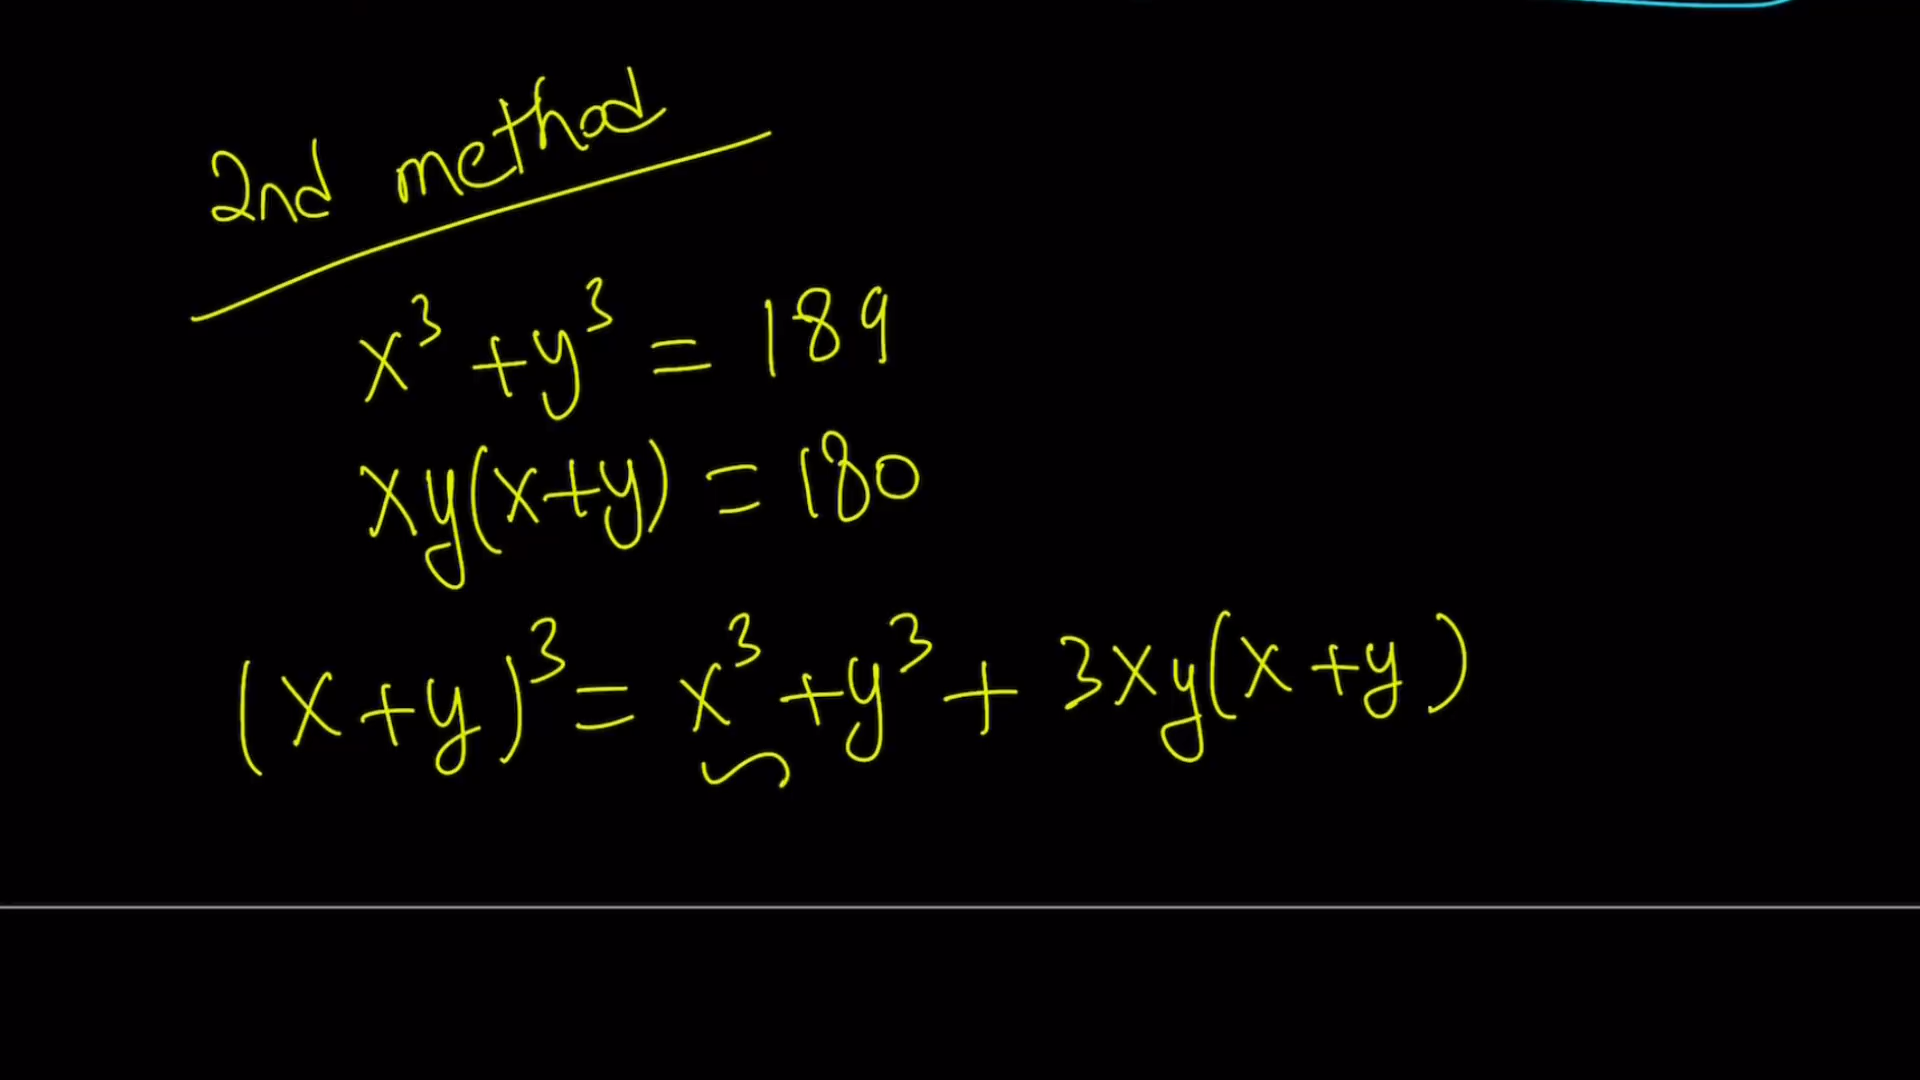 2nd method
x³ + y³ = 189
xy(x+y) = 180
(x+y)³ = x³ + y³ + 3xy(x+y)